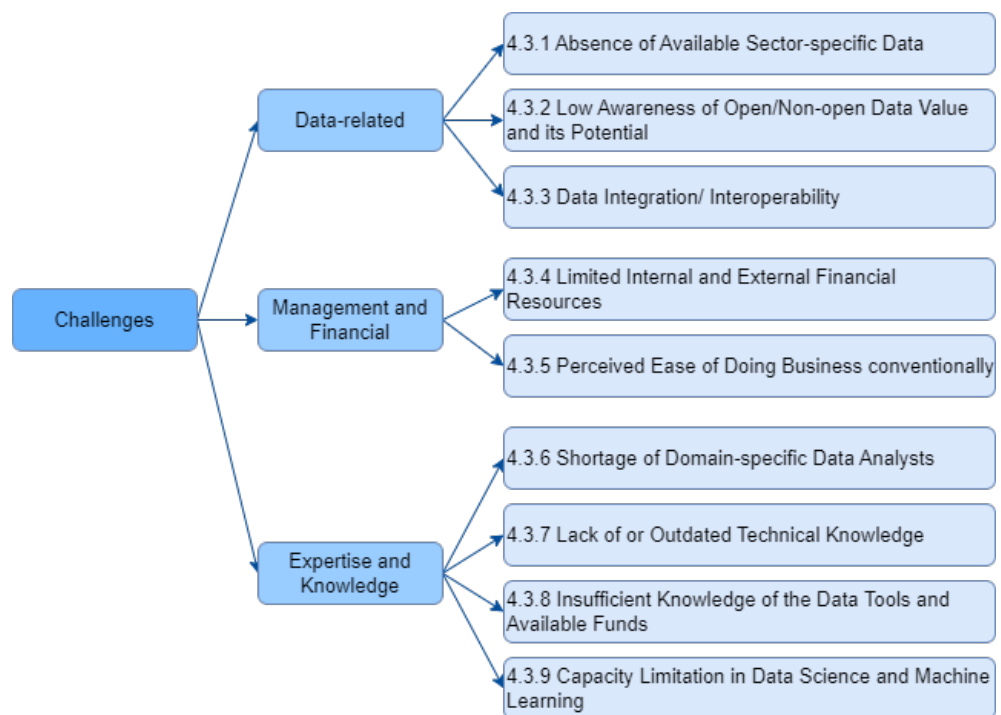 4.3.1 Absence of Available Sector-specific Data
Data-related
4.3.2 Low Awareness of Open/Non-open Data Value
and its Potential
4.3.3 Data Integration/ Interoperability
Challenges
Management and
Financial
4.3.4 Limited Internal and External Financial
Resources
4.3.5 Perceived Ease of Doing Business conventionally
4.3.6 Shortage of Domain-specific Data Analysts
4.3.7 Lack of or Outdated Technical Knowledge
Expertise and
Knowledge
4.3.8 Insufficient Knowledge of the Data Tools and
Available Funds
4.3.9 Capacity Limitation in Data Science and Machine
Learning